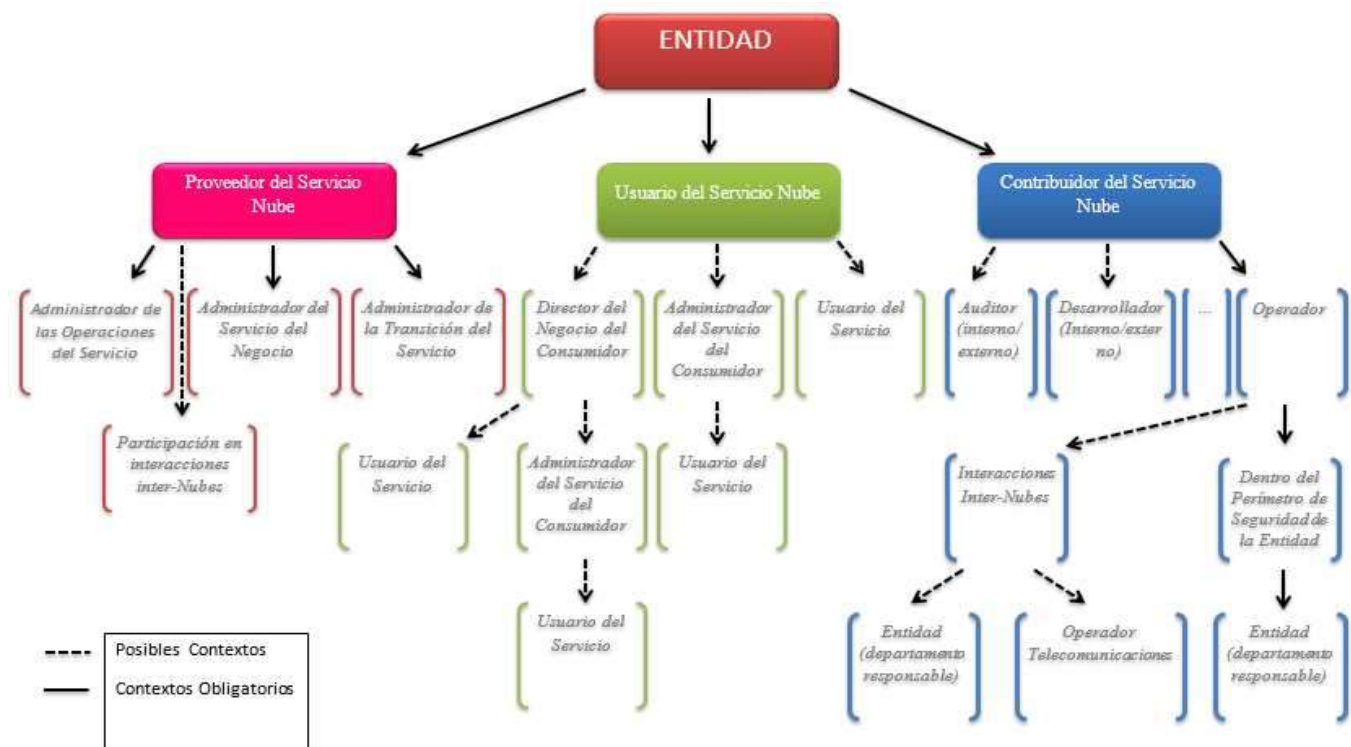 ENTIDAD
Proveedor del Servicio
Nube
Usuario del Servicio Nube
Contribuidor del Servicio
Nube
Administrador de
las Operaciones
del Servicio
Administrador del
Servicio del
Negocio
Administrador de
la Transición del
Servicio
Director del
Negocio del
Consumidor
Administrador
del Servicio
del
Consumidor
Usuario del
Servicio
Auditor
(interno/
externo)
Desarrollador
(Interno/exter
no)
...
Operador
Participación en
interacciones
inter-Nubes
Usuario del
Servicio
Administrador
del Servicio
del
Consumidor
Usuario del
Servicio
Interacciones
Inter-Nubes
Dentro del
Perímetro de
Seguridad de
la Entidad
Usuario del
Servicio
Entidad
(departamento
responsable)
Operador
Telecomunicaciones
Entidad
(departamento
responsable)
Posibles Contextos
Contextos Obligatorios